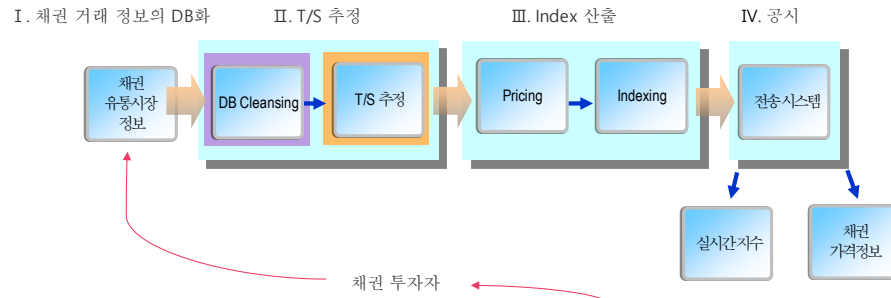 Ⅰ. 채권 거래 정보의 DB화
Ⅱ. T/S 추정
Ⅲ. Index 산출
Ⅳ. 공시
채권
유통시장
정보
DB Cleansing
T/S 추정
Pricing
Indexing
전송시스템
실시간지수
채권
가격정보
채권 투자자